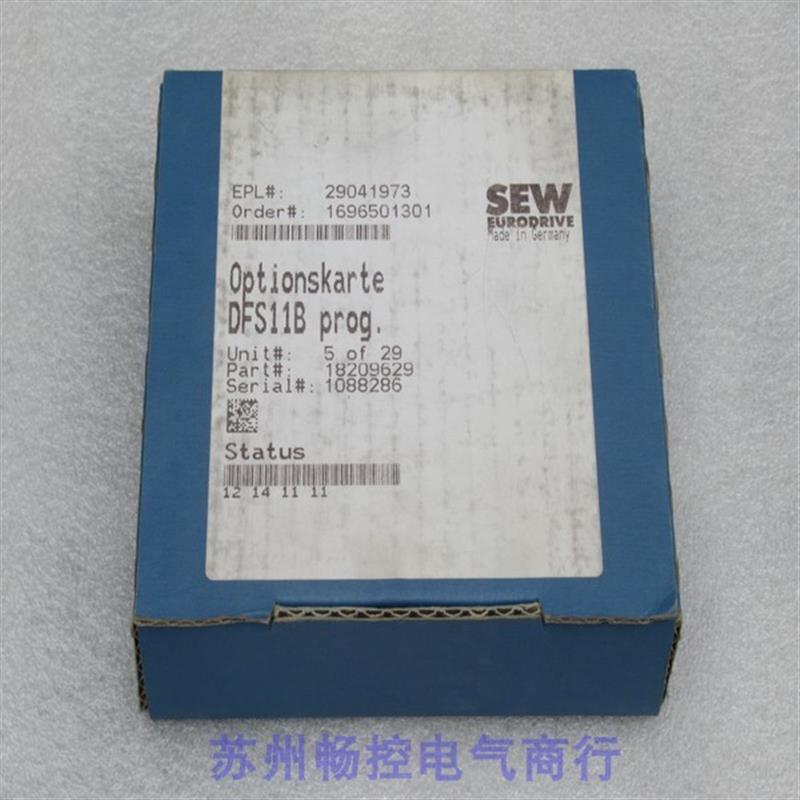 EPL#: 29041973
Order#: 1696501301
SEW
EURODRIVE
Made in Germany
Optionskarte
DFS11B prog.
Unit#: 5 of 29
Part#: 18209629
Serial#: 1088286
Status
12 14 11 11
苏州畅控电气商行